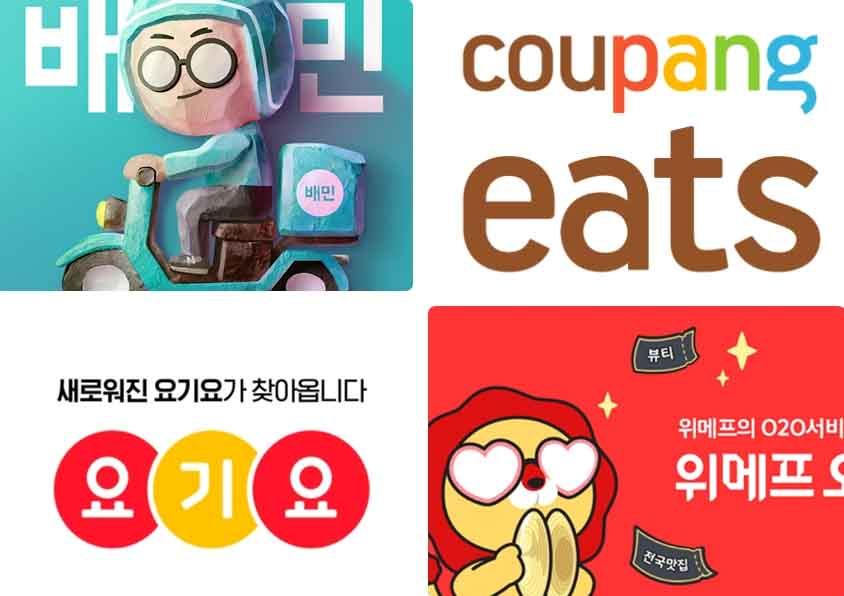 배민
배민
coupang
eats
새로워진 요기요가 찾아옵니다
요기요
뷰티
위메프의 O2O서비
위메프 오
전국맛집